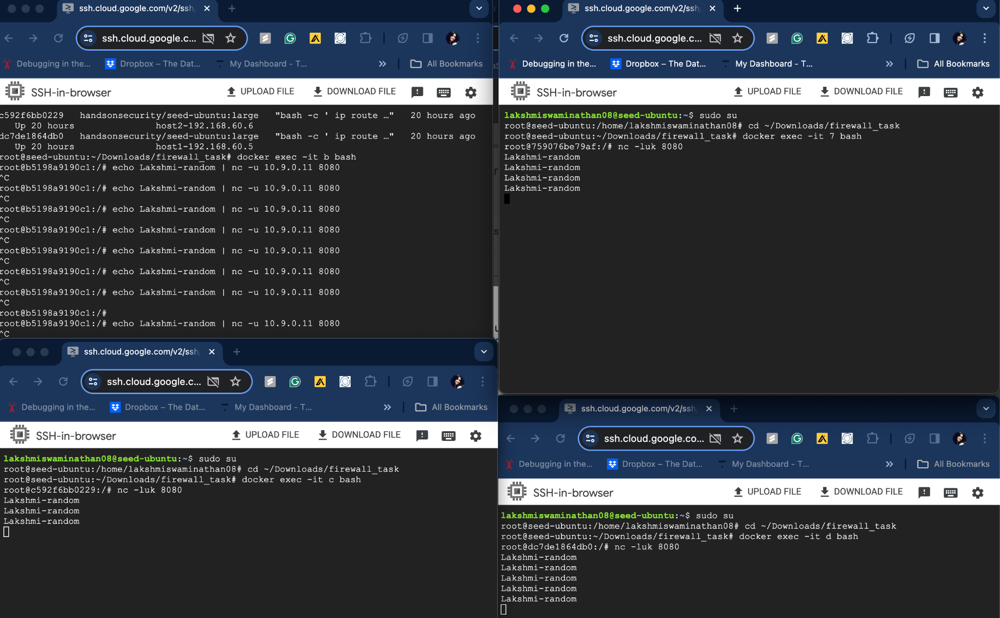 ssh.cloud.google.com/v2/ssh
ssh.cloud.google.c...
Debugging in the...
Dropbox – The Dat...
My Dashboard - T...
All Bookmarks
SSH-in-browser
UPLOAD FILE
DOWNLOAD FILE
c592f6bb0229   handsonsecurity/seed-ubuntu:large   "bash -c ' ip route …"   20 hours ago
Up 20 hours             host2-192.168.60.6
dc7de1864db0   handsonsecurity/seed-ubuntu:large   "bash -c ' ip route …"   20 hours ago
Up 20 hours             host1-192.168.60.5
root@seed-ubuntu:~/Downloads/firewall_task# docker exec -it b bash
root@b5198a9190c1:/# echo Lakshmi-random | nc -u 10.9.0.11 8080
^C
root@b5198a9190c1:/# echo Lakshmi-random | nc -u 10.9.0.11 8080
^C
root@b5198a9190c1:/# echo Lakshmi-random | nc -u 10.9.0.11 8080
^C
root@b5198a9190c1:/# echo Lakshmi-random | nc -u 10.9.0.11 8080
^C
root@b5198a9190c1:/# echo Lakshmi-random | nc -u 10.9.0.11 8080
^C
root@b5198a9190c1:/# echo Lakshmi-random | nc -u 10.9.0.11 8080
^C
root@b5198a9190c1:/# echo Lakshmi-random | nc -u 10.9.0.11 8080
^C
root@b5198a9190c1:/#
root@b5198a9190c1:/# echo Lakshmi-random | nc -u 10.9.0.11 8080
^C
ssh.cloud.google.com/v2/ssh
ssh.cloud.google.c...
Debugging in the...
Dropbox – The Dat...
My Dashboard - T...
All Bookmarks
SSH-in-browser
UPLOAD FILE
DOWNLOAD FILE
lakshmiswaminathan08@seed-ubuntu:~$ sudo su
root@seed-ubuntu:/home/lakshmiswaminathan08# cd ~/Downloads/firewall_task
root@seed-ubuntu:~/Downloads/firewall_task# docker exec -it 7 bash
root@759076be79af:/# nc -luk 8080
Lakshmi-random
Lakshmi-random
Lakshmi-random
Lakshmi-random
ssh.cloud.google.com/v2/ssh
ssh.cloud.google.c...
Debugging in the...
Dropbox – The Dat...
My Dashboard - T...
All Bookmarks
SSH-in-browser
UPLOAD FILE
DOWNLOAD FILE
lakshmiswaminathan08@seed-ubuntu:~$ sudo su
root@seed-ubuntu:/home/lakshmiswaminathan08# cd ~/Downloads/firewall_task
root@seed-ubuntu:~/Downloads/firewall_task# docker exec -it c bash
root@c592f6bb0229:/# nc -luk 8080
Lakshmi-random
Lakshmi-random
Lakshmi-random
ssh.cloud.google.com/v2/ssh
ssh.cloud.google.co...
Debugging in the...
Dropbox – The Dat...
My Dashboard - T...
All Bookmarks
SSH-in-browser
UPLOAD FILE
DOWNLOAD FILE
lakshmiswaminathan08@seed-ubuntu:~$ sudo su
root@seed-ubuntu:/home/lakshmiswaminathan08# cd ~/Downloads/firewall_task
root@seed-ubuntu:~/Downloads/firewall_task# docker exec -it d bash
root@dc7de1864db0:/# nc -luk 8080
Lakshmi-random
Lakshmi-random
Lakshmi-random
Lakshmi-random
Lakshmi-random